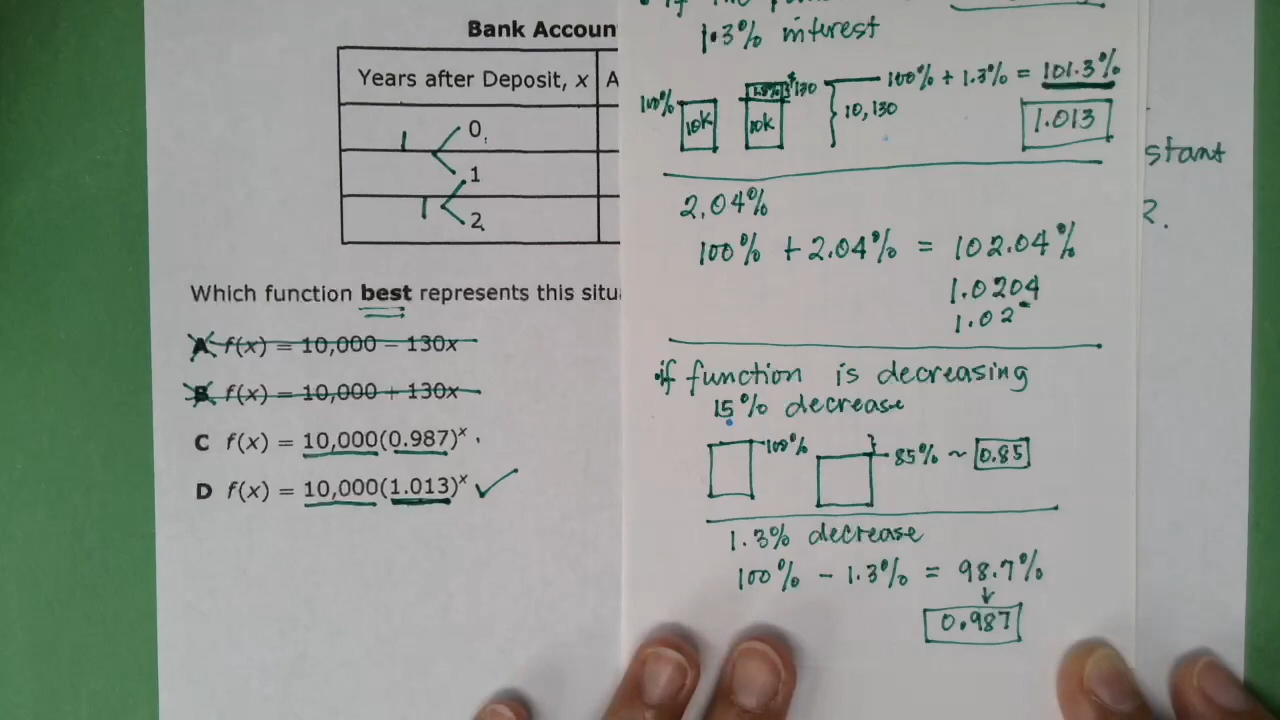 Bank Accoun
Years after Deposit, x A
0
1
1
1
2
Which function best represents this situ
A f(x) = 10,000 − 130x
B f(x) = 10,000 + 130x
C f(x) = 10,000(0.987)ˣ
D f(x) = 10,000(1.013)ˣ ✓
1.3% interest
100% + 1.3% = 101.3%
100% 10K 10K $130 10,130
1.013
2.04%
100% + 2.04% = 102.04%
1.0204
1.02
• if function is decreasing
15% decrease
100%
85% ~ 0.85
1.3% decrease
100% − 1.3% = 98.7%
↓
0.987
stant
2.